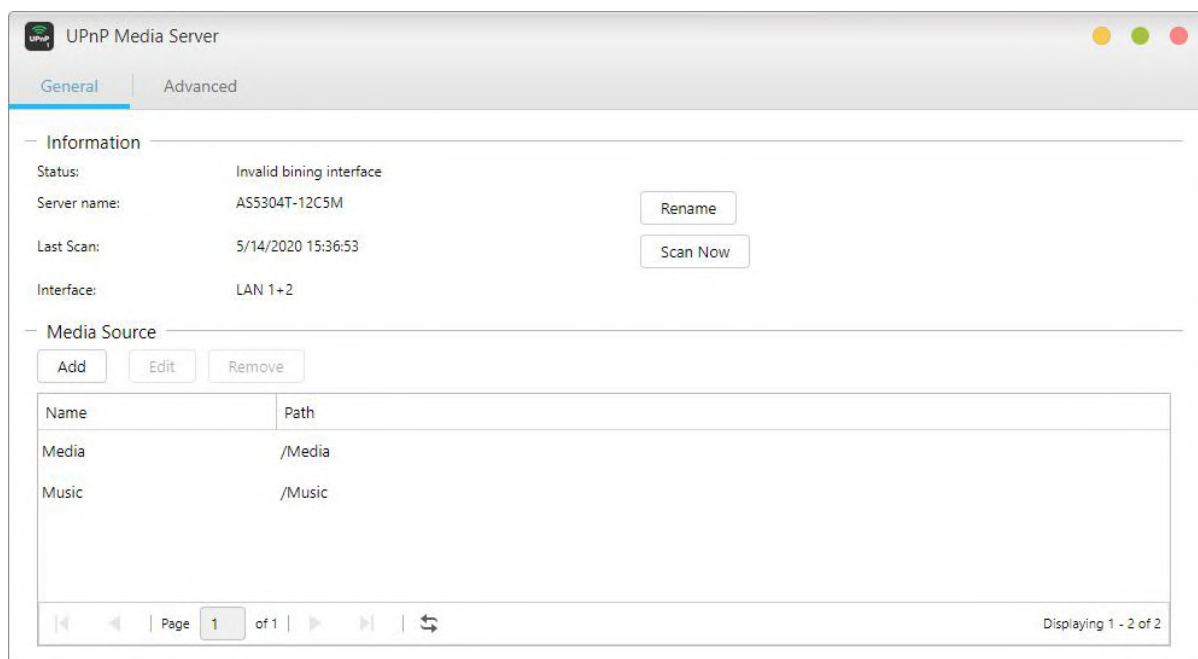 UPnP
1
UPnP Media Server
General Advanced
Information
Status: Invalid bining interface
Server name: AS5304T-12C5M Rename
Last Scan: 5/14/2020 15:36:53 Scan Now
Interface: LAN 1+2
Media Source
Add Edit Remove
Name Path
Media /Media
Music /Music
Page 1 of 1 Displaying 1 - 2 of 2